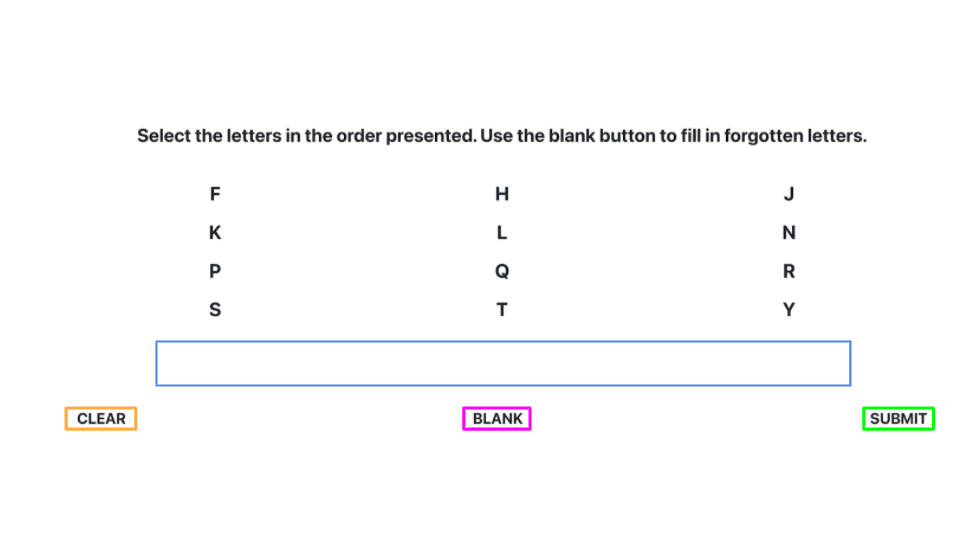 Select the letters in the order presented. Use the blank button to fill in forgotten letters.
F H J
K L N
P Q R
S T Y
CLEAR BLANK SUBMIT